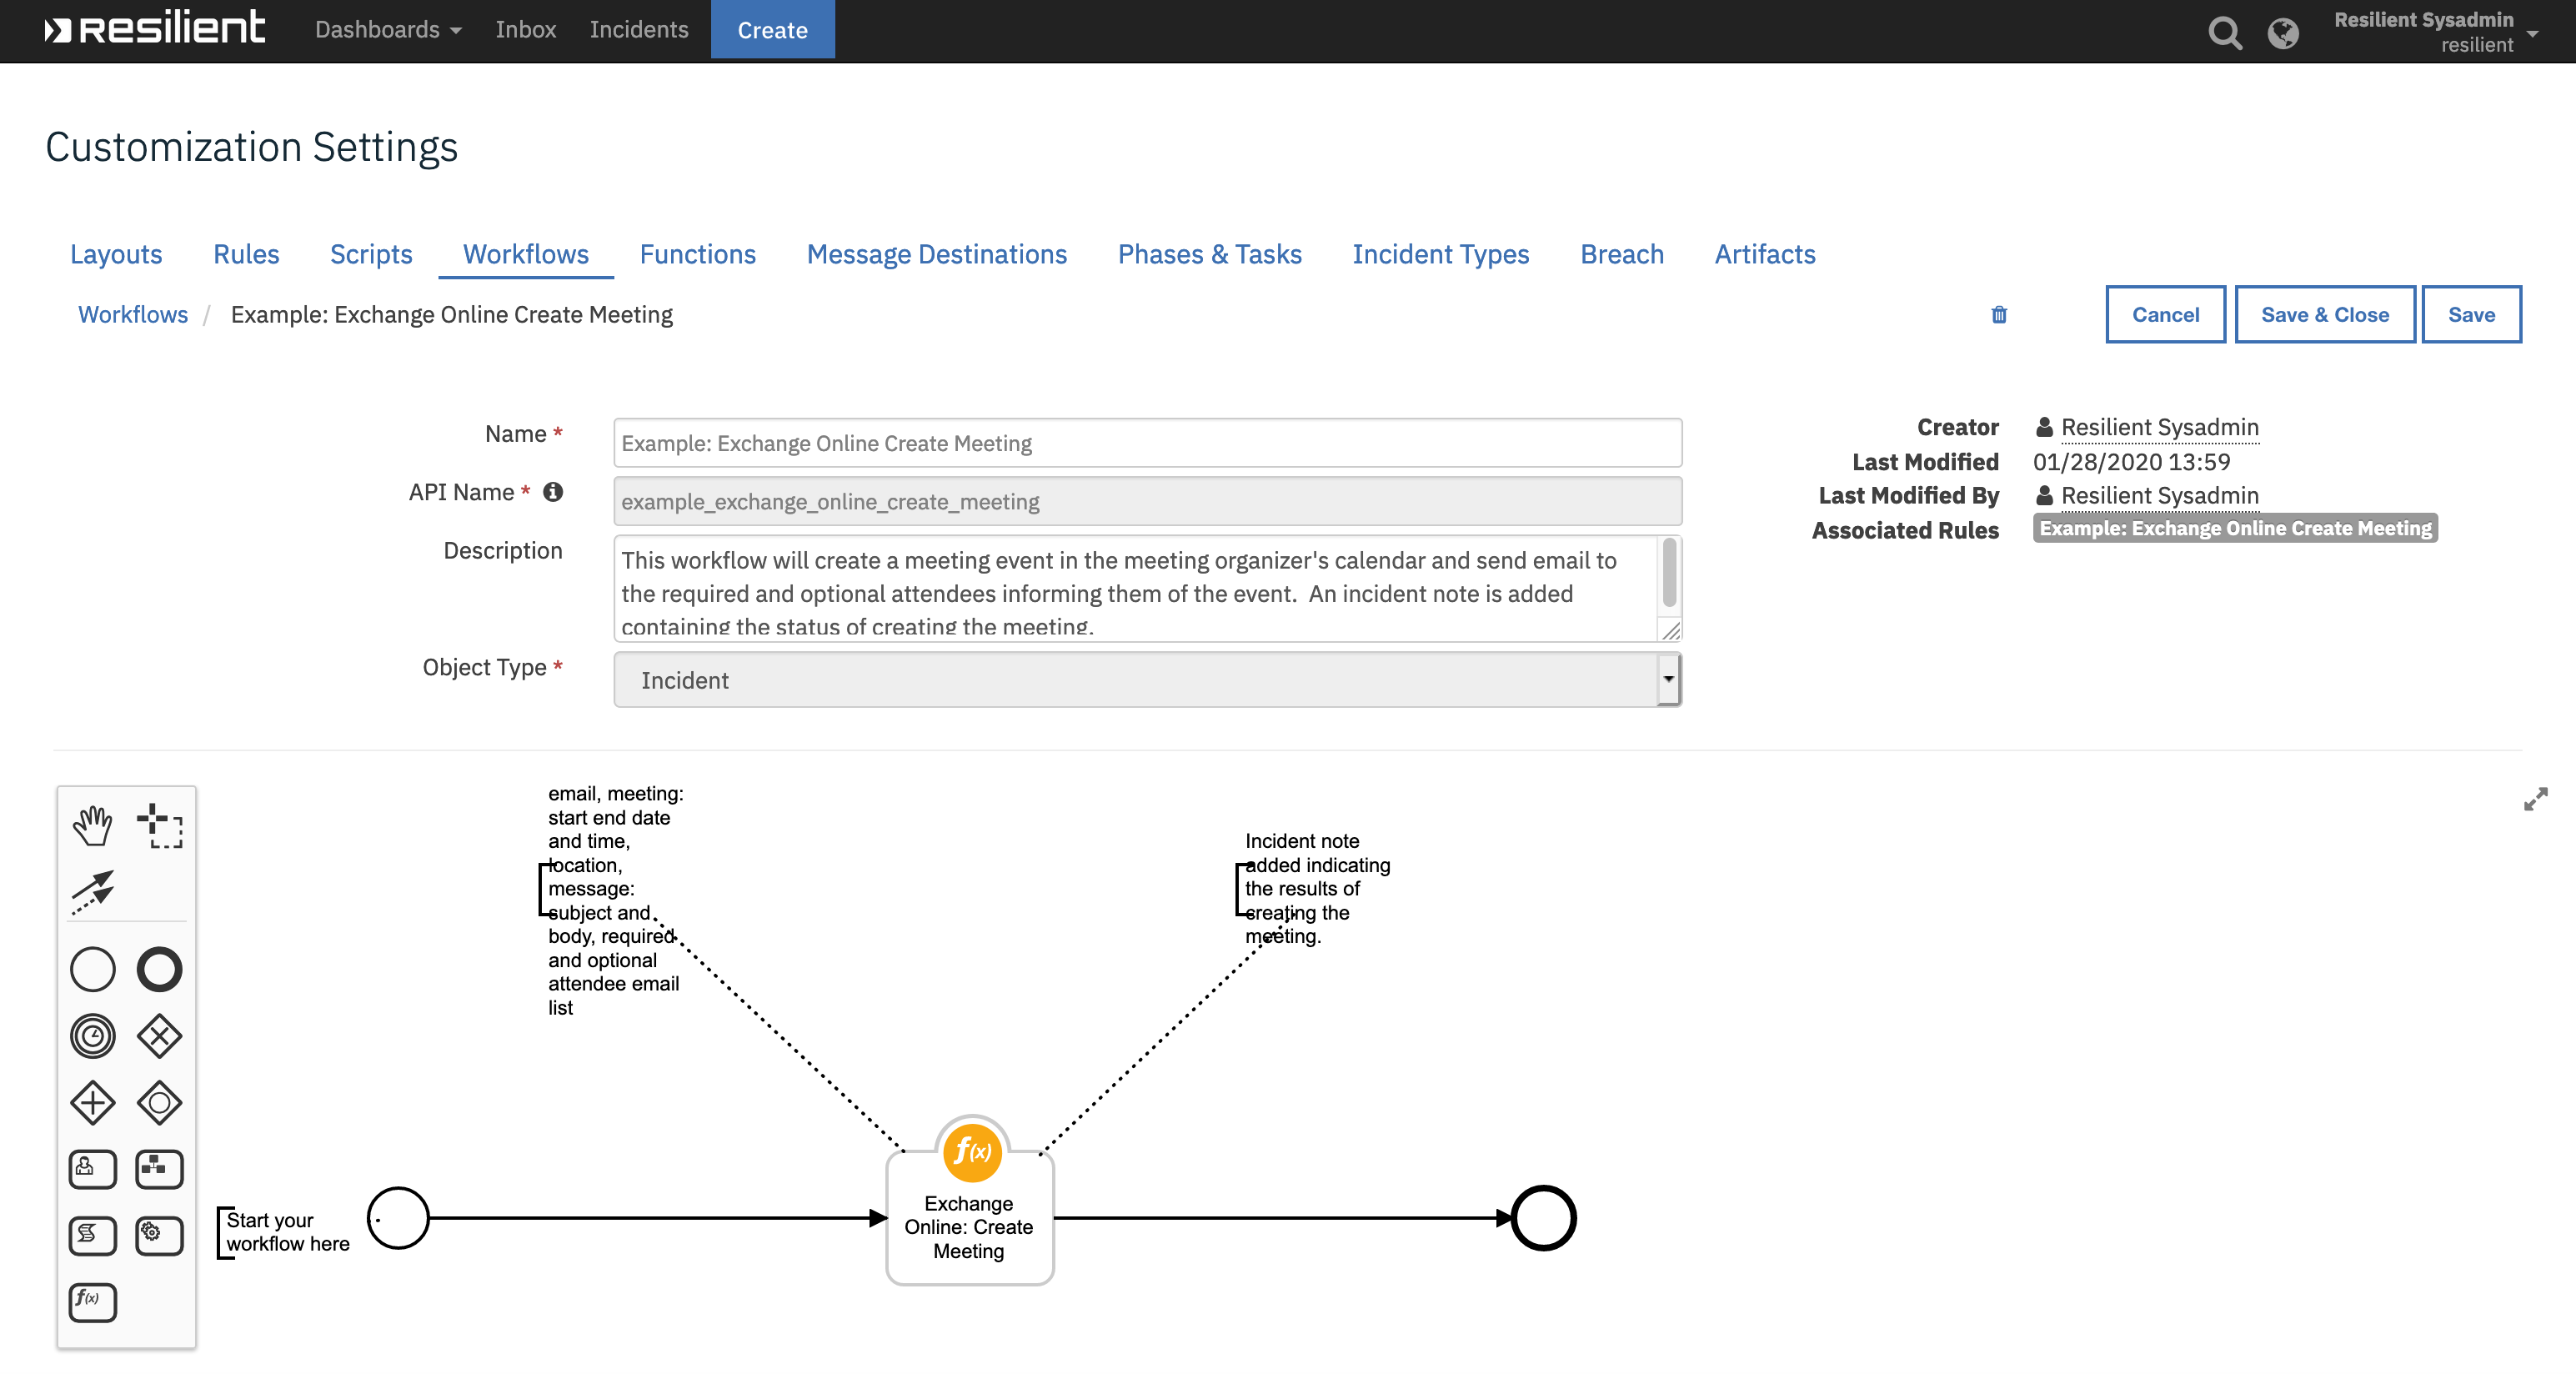 RESILIENT Dashboards Inbox Incidents Create Resilient Sysadmin
resilient
Customization Settings
Layouts Rules Scripts Workflows Functions Message Destinations Phases & Tasks Incident Types Breach Artifacts
Workflows / Example: Exchange Online Create Meeting Cancel Save & Close Save
Name * Example: Exchange Online Create Meeting
API Name * example_exchange_online_create_meeting
Description This workflow will create a meeting event in the meeting organizer's calendar and send email to
the required and optional attendees informing them of the event. An incident note is added
containing the status of creating the meeting.
Object Type * Incident
Creator Resilient Sysadmin
Last Modified 01/28/2020 13:59
Last Modified By Resilient Sysadmin
Associated Rules Example: Exchange Online Create Meeting
email, meeting:
start end date
and time,
location,
message:
subject and
body, required
and optional
attendee email
list
Incident note
added indicating
the results of
creating the
meeting.
Start your
workflow here
f(x)
Exchange
Online: Create
Meeting
f(x)